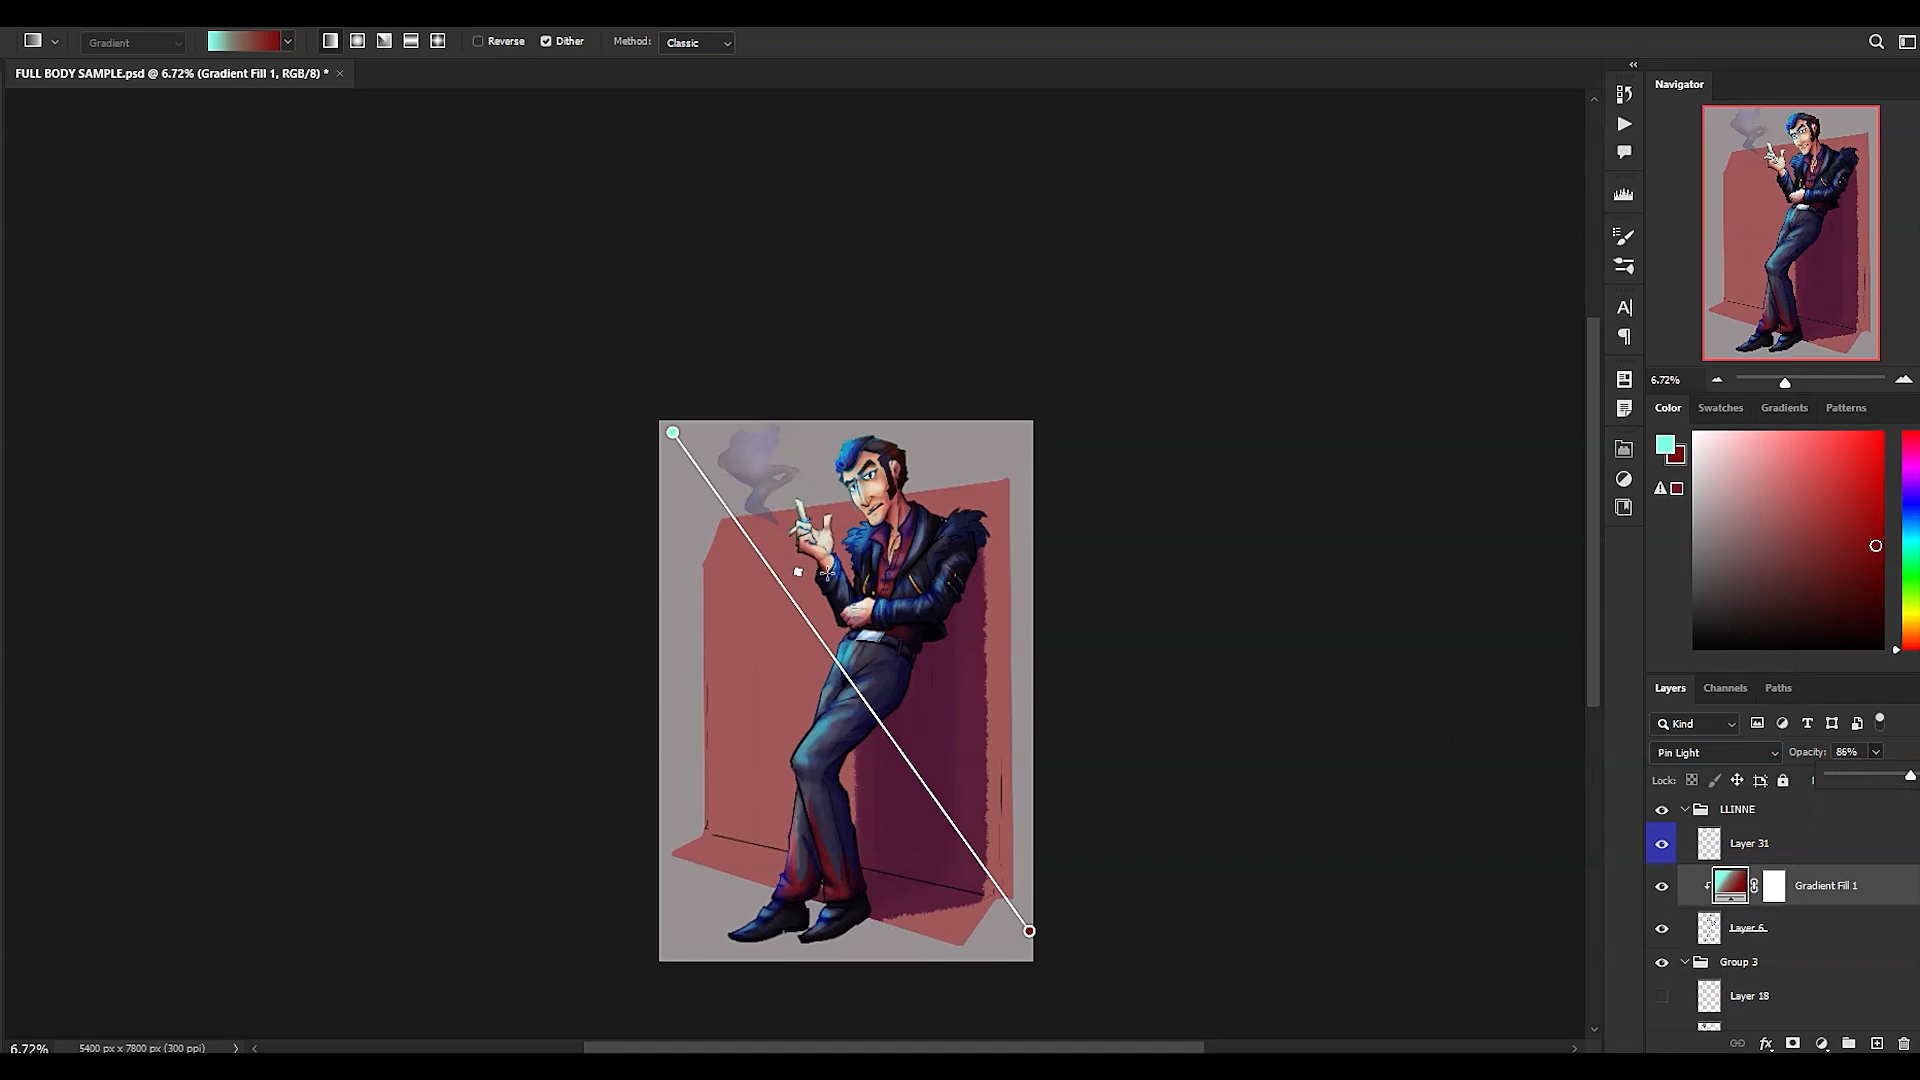 Gradient
Reverse
Dither
Method:
Classic
FULL BODY SAMPLE.psd @ 6.72% (Gradient Fill 1, RGB/8) *
Navigator
6.72%
Color
Swatches
Gradients
Patterns
Layers
Channels
Paths
Kind
Pin Light
Opacity: 86%
Lock:
LLINNE
Layer 31
Gradient Fill 1
Layer 6
Group 3
Layer 18
6.72%
5400 px x 7800 px (300 ppi)